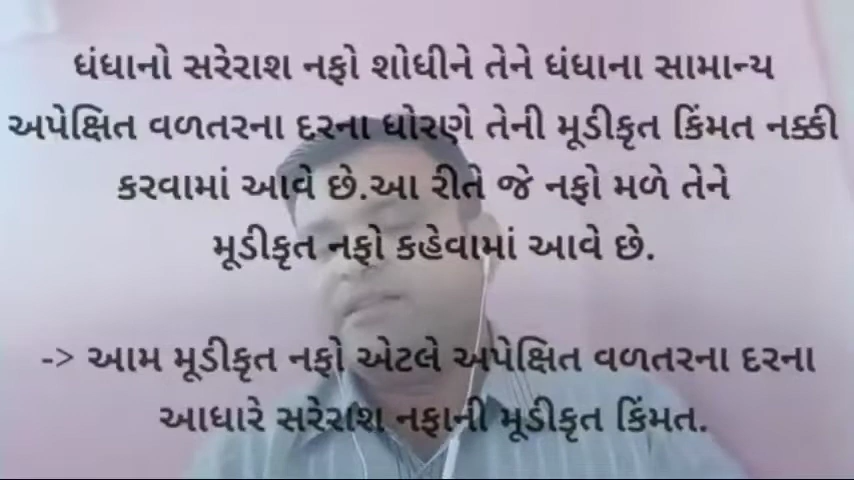 ધંધાનો સરેરાશ નફો શોધીને તેને ધંધાના સામાન્ય
અપેક્ષિત વળતરના દરના ધોરણે તેની મૂડીકૃત કિંમત નક્કી
કરવામાં આવે છે.આ રીતે જે નફો મળે તેને
મૂડીકૃત નફો કહેવામાં આવે છે.
-> આમ મૂડીકૃત નફો એટલે અપેક્ષિત વળતરના દરના
આધારે સરેરાશ નફાની મૂડીકૃત કિંમત.